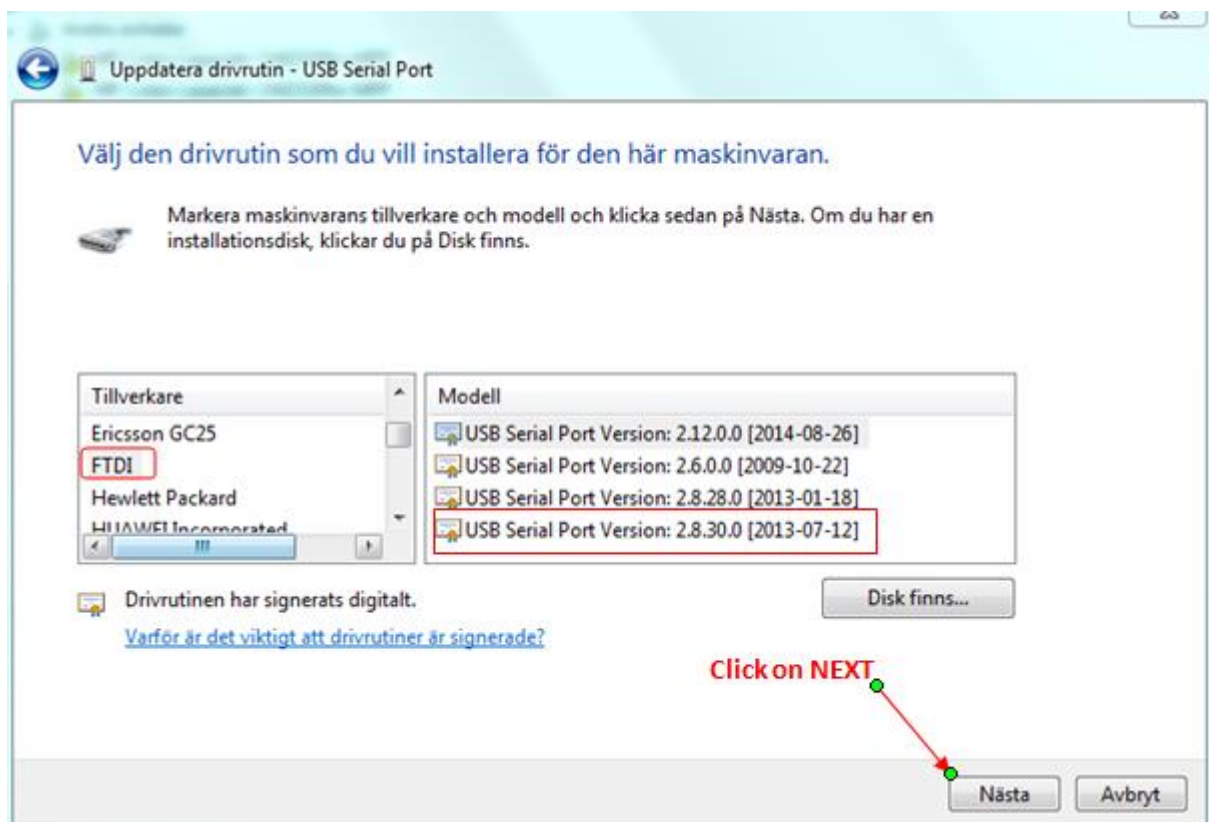 Uppdatera drivrutin - USB Serial Port
Välj den drivrutin som du vill installera för den här maskinvaran.
Markera maskinvarans tillverkare och modell och klicka sedan på Nästa. Om du har en
installationsdisk, klickar du på Disk finns.
Tillverkare
Ericsson GC25
FTDI
Hewlett Packard
HUAWEI Incorporated
Modell
USB Serial Port Version: 2.12.0.0 [2014-08-26]
USB Serial Port Version: 2.6.0.0 [2009-10-22]
USB Serial Port Version: 2.8.28.0 [2013-01-18]
USB Serial Port Version: 2.8.30.0 [2013-07-12]
Drivrutinen har signerats digitalt.
Disk finns...
Varför är det viktigt att drivrutiner är signerade?
Click on NEXT
Nästa
Avbryt